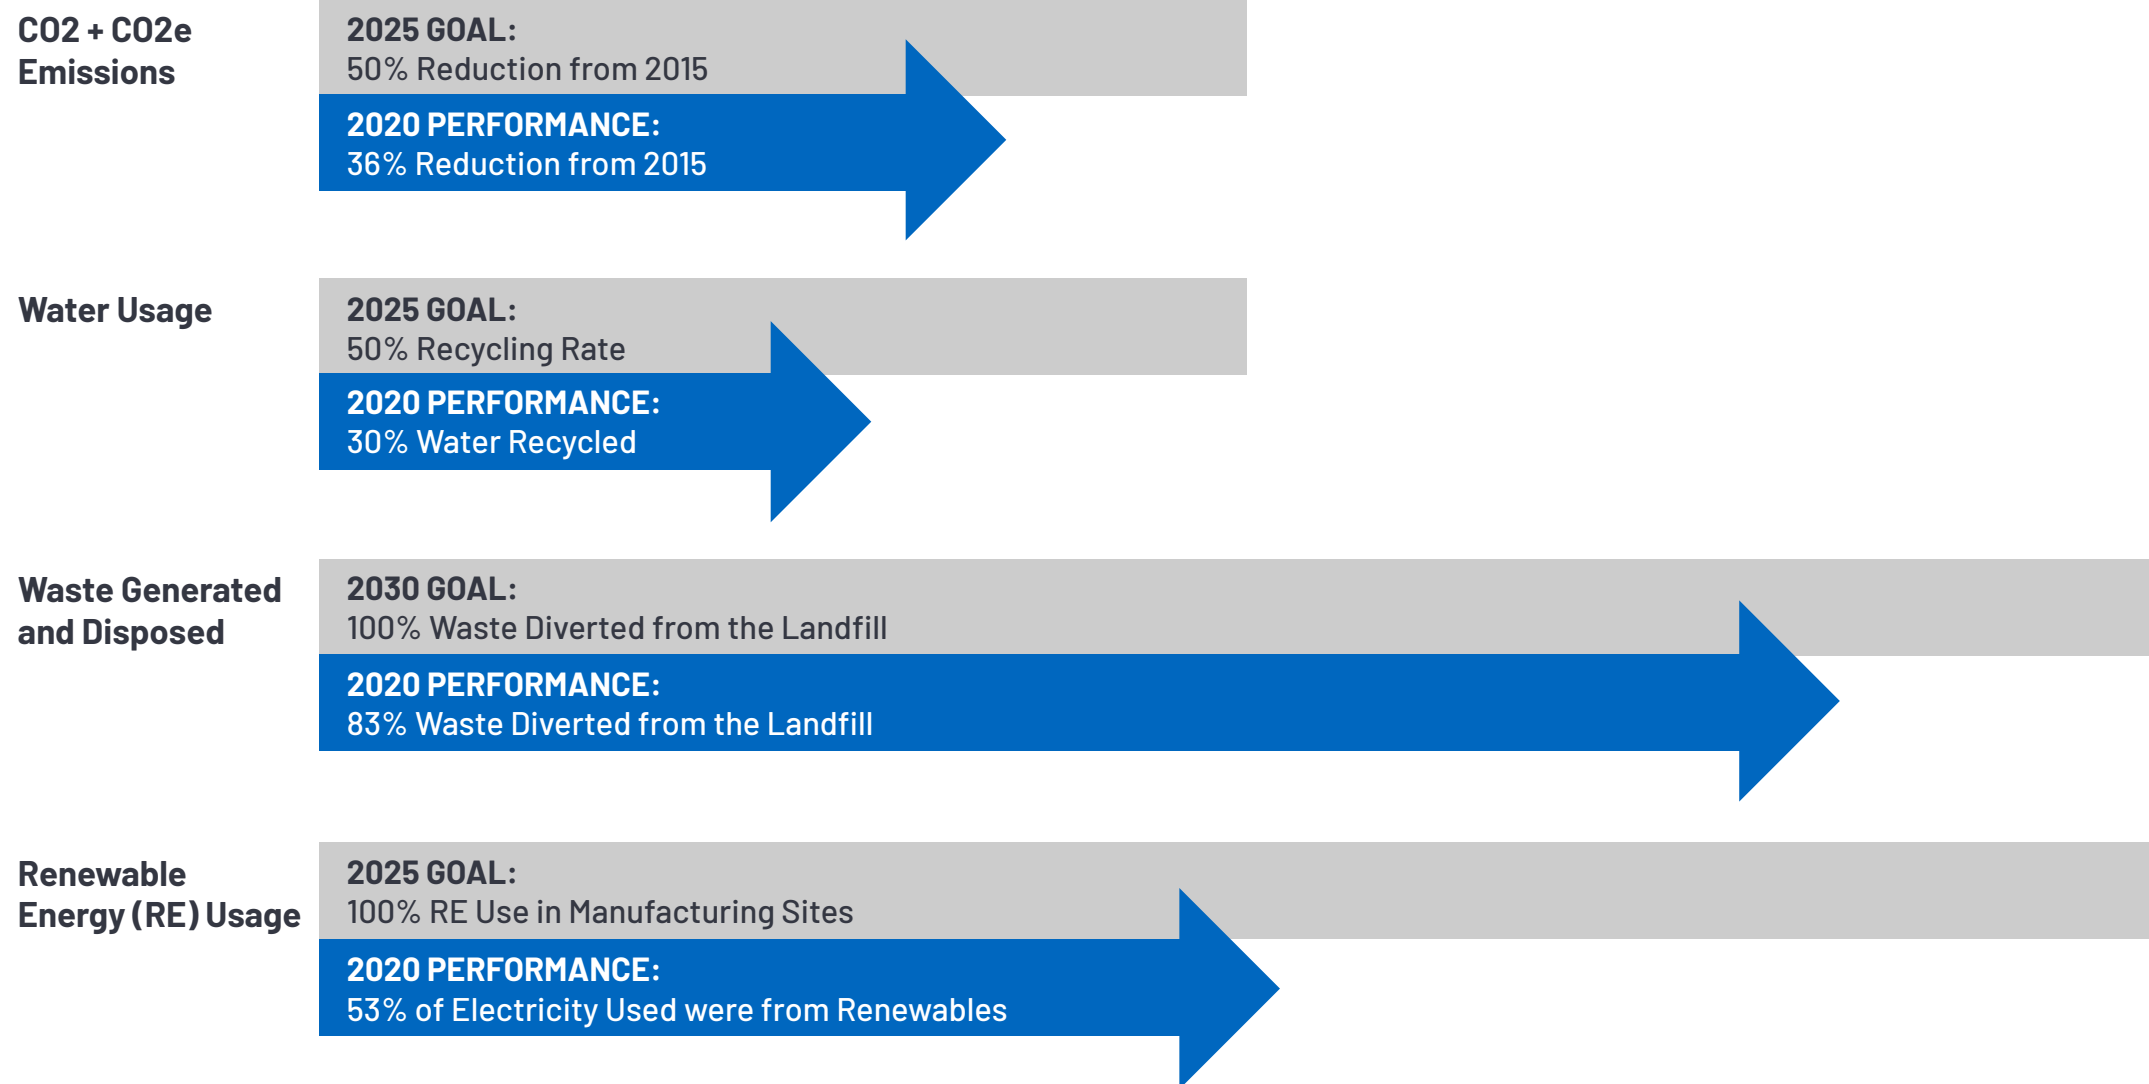 CO2 + CO2e
Emissions
2025 GOAL:
50% Reduction from 2015
2020 PERFORMANCE:
36% Reduction from 2015
Water Usage
2025 GOAL:
50% Recycling Rate
2020 PERFORMANCE:
30% Water Recycled
Waste Generated
and Disposed
2030 GOAL:
100% Waste Diverted from the Landfill
2020 PERFORMANCE:
83% Waste Diverted from the Landfill
Renewable
Energy (RE) Usage
2025 GOAL:
100% RE Use in Manufacturing Sites
2020 PERFORMANCE:
53% of Electricity Used were from Renewables